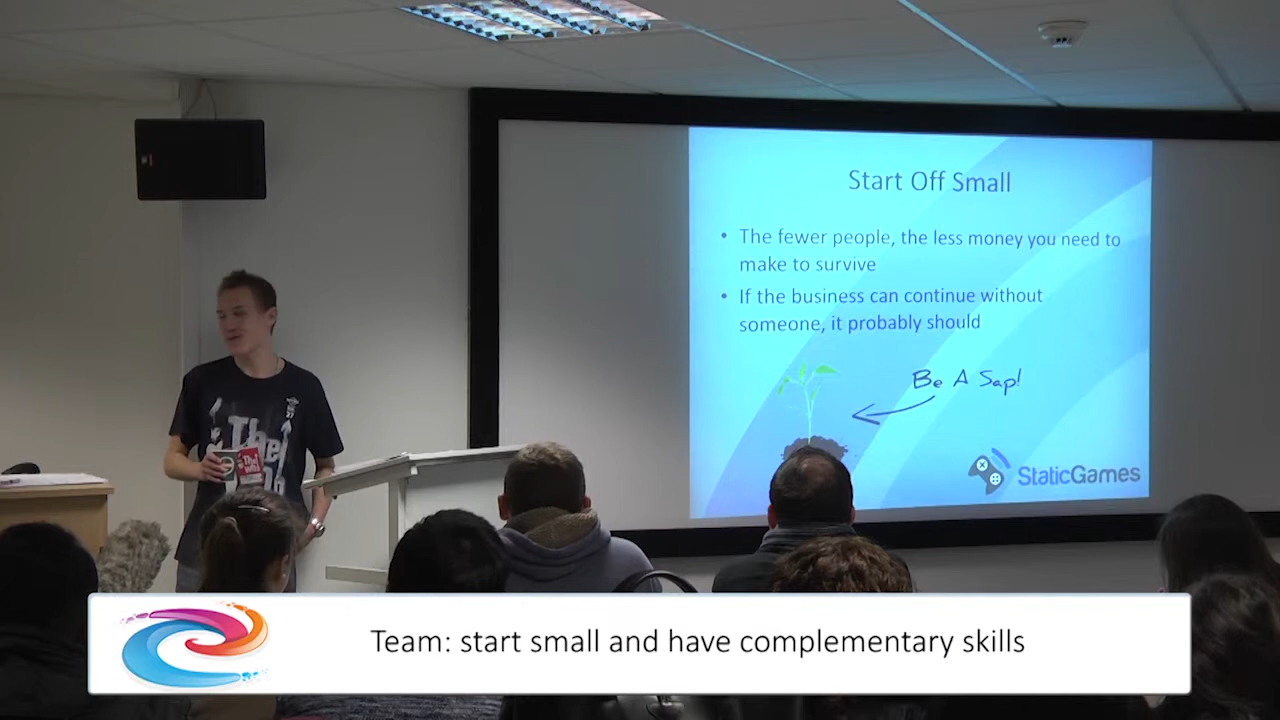 Start Off Small
• The fewer people, the less money you need to
make to survive
• If the business can continue without
someone, it probably should
Be A Sap!
StaticGames
The
Team: start small and have complementary skills